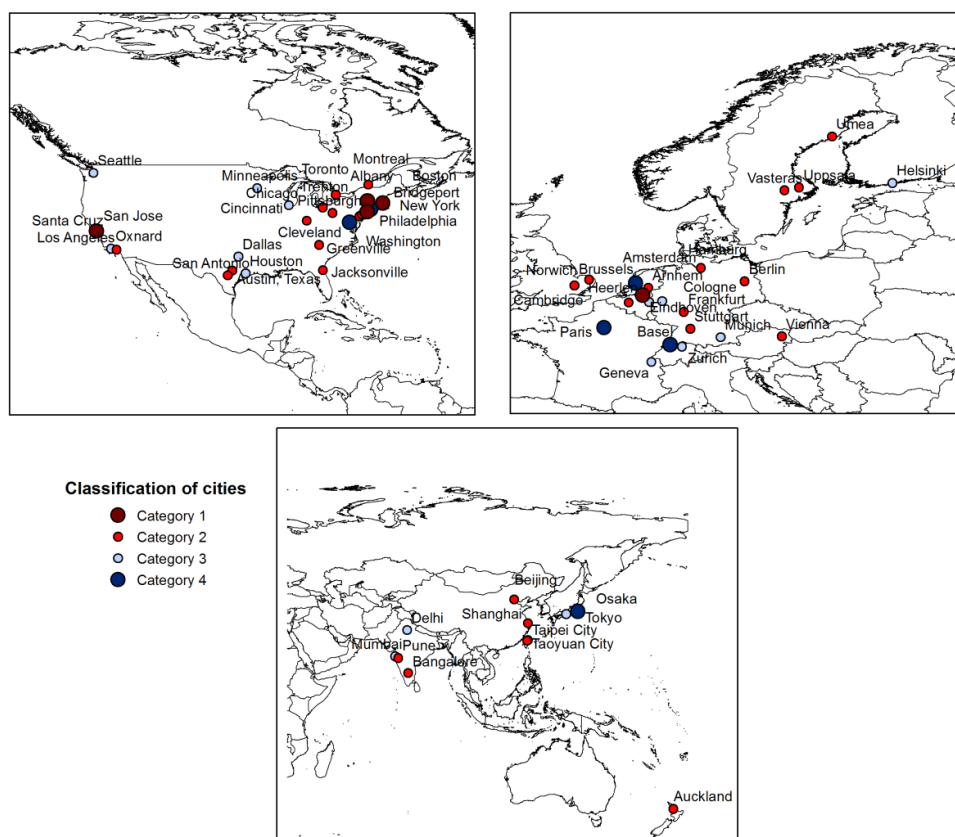 Seattle
Minneapolis
Toronto
Montreal
Chicago
Trenton
Albany
Boston
Cincinnati
Pittsburgh
Bridgeport
New York
Santa Cruz
San Jose
Philadelphia
Los Angeles
Oxnard
Cleveland
Washington
Dallas
Greenville
San Antonio
Houston
Jacksonville
Austin, Texas
Umea
Vasteras
Uppsala
Helsinki
Hamburg
Amsterdam
Norwich
Brussels
Arnhem
Berlin
Heerlen
Cologne
Cambridge
Eindhoven
Frankfurt
Stuttgart
Paris
Basel
Munich
Vienna
Zurich
Geneva
Classification of cities
Category 1
Category 2
Category 3
Category 4
Beijing
Osaka
Shanghai
Tokyo
Delhi
Taipei City
Mumbai
Pune
Taoyuan City
Bangalore
Auckland